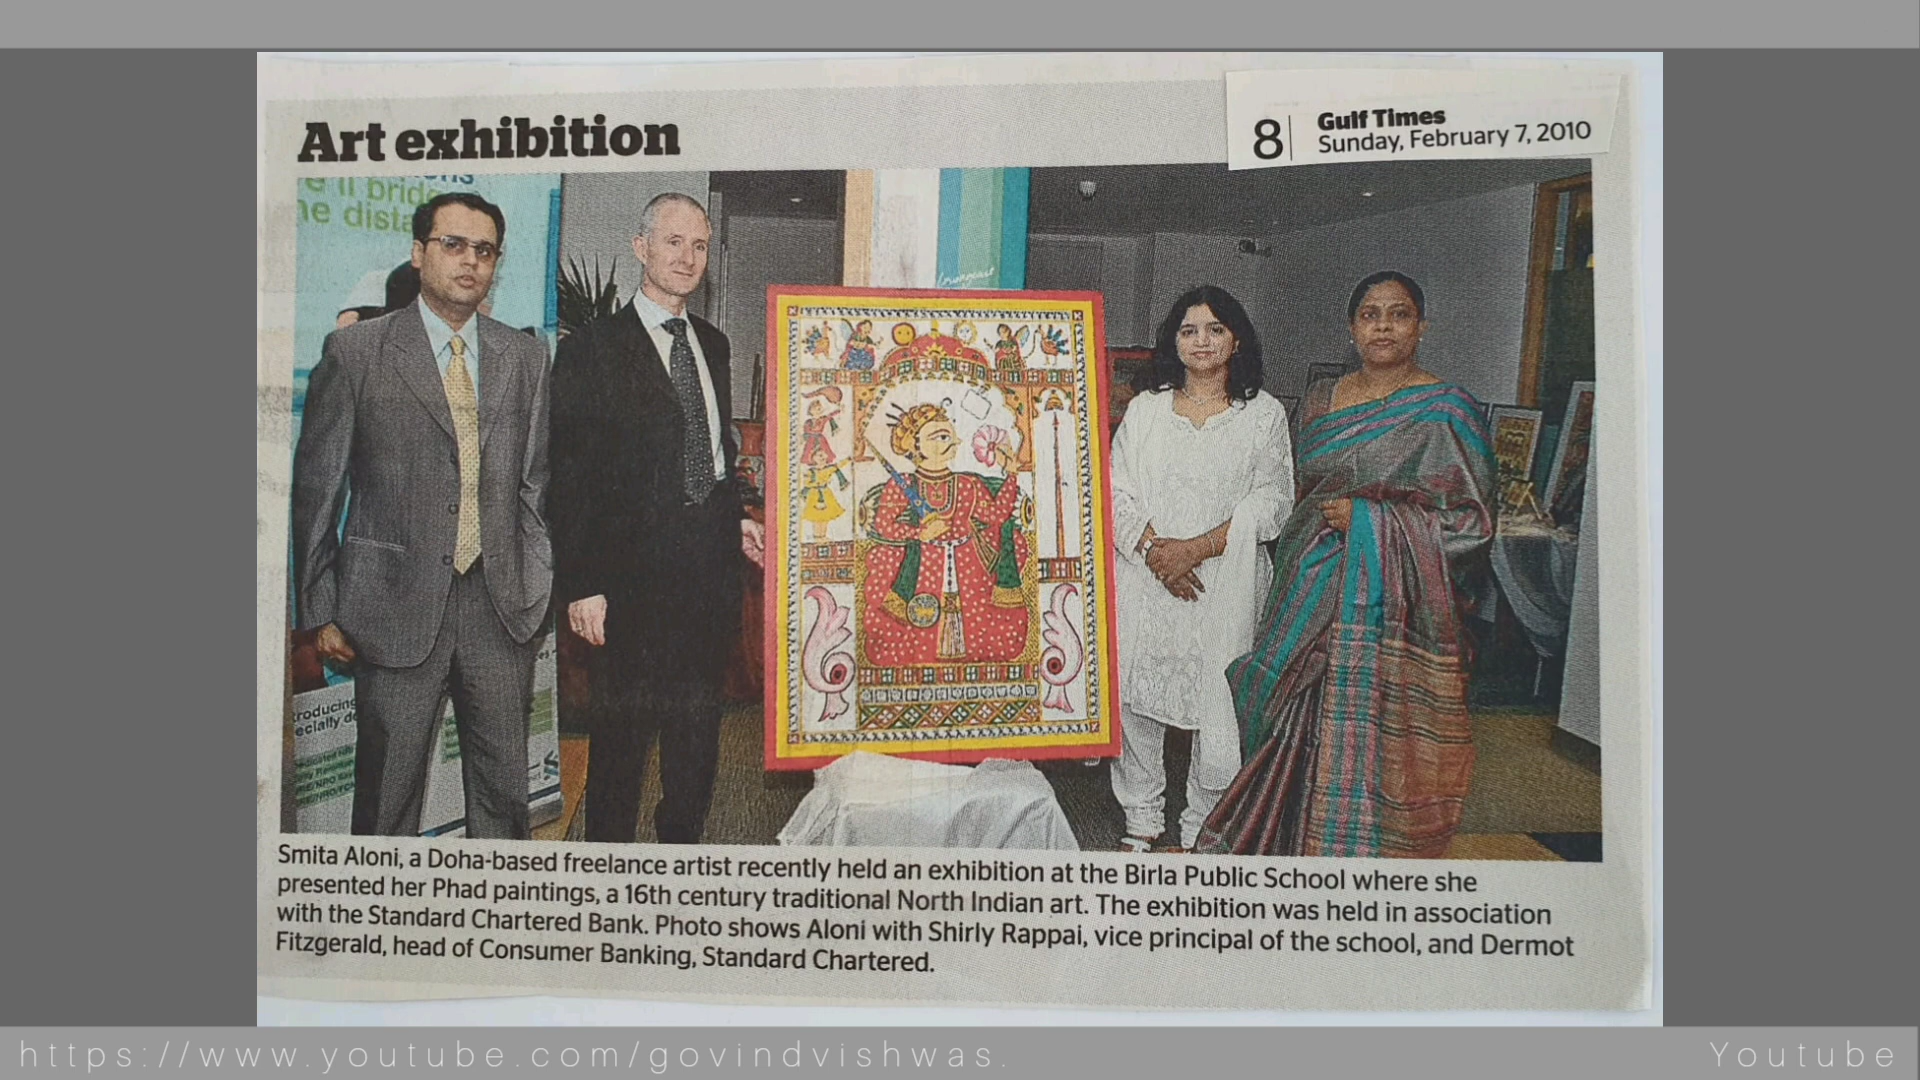 Art exhibition
8
Gulf Times
Sunday, February 7, 2010
Smita Aloni, a Doha-based freelance artist recently held an exhibition at the Birla Public School where she
presented her Phad paintings, a 16th century traditional North Indian art. The exhibition was held in association
with the Standard Chartered Bank. Photo shows Aloni with Shirly Rappai, vice principal of the school, and Dermot
Fitzgerald, head of Consumer Banking, Standard Chartered.
https://www.youtube.com/govindvishwas.
Youtube